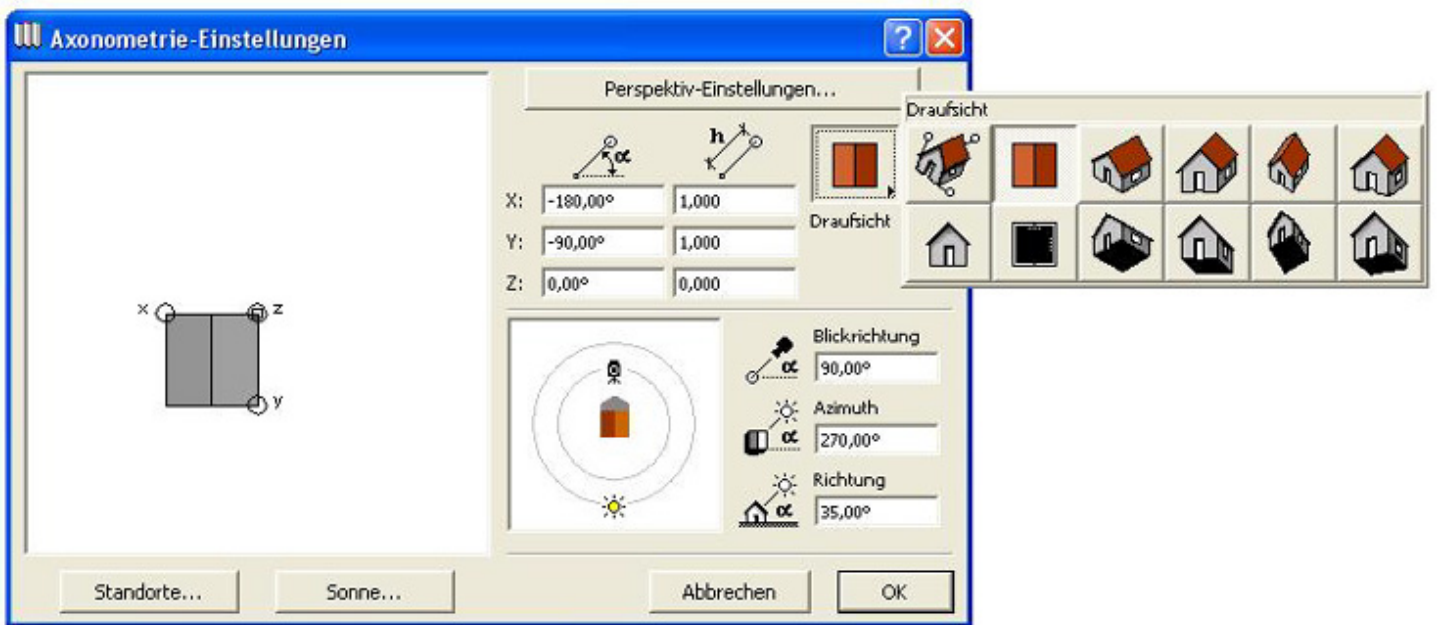 Axonometrie-Einstellungen
Perspektiv-Einstellungen...
Draufsicht
α h
X: -180,00° 1,000
Y: -90,00° 1,000
Z: 0,00° 0,000
Draufsicht
x z
y
Blickrichtung
α 90,00°
Azimuth
α 270,00°
Richtung
α 35,00°
Standorte... Sonne... Abbrechen OK